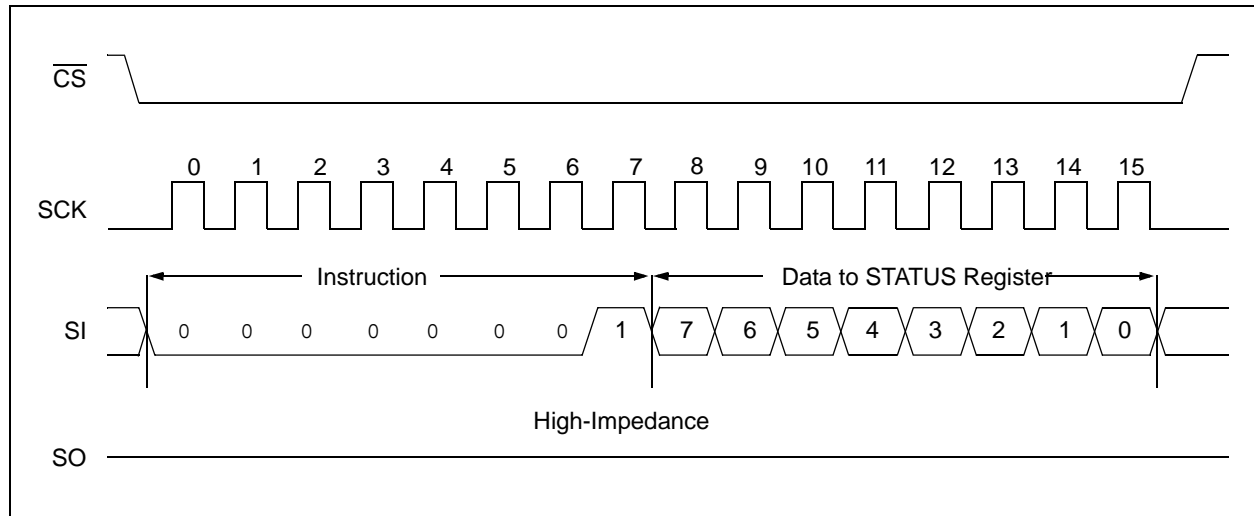 CS
0 1 2 3 4 5 6 7 8 9 10 11 12 13 14 15
SCK
Instruction Data to STATUS Register
SI 0 0 0 0 0 0 0 1 7 6 5 4 3 2 1 0
High-Impedance
SO